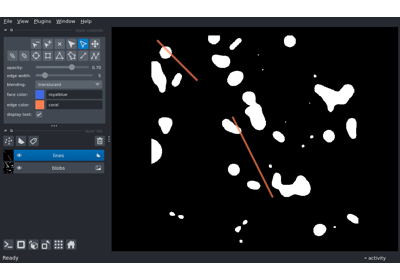 File View Plugins Window Help
opacity: 0.70
edge width: 5
blending: translucent
face color: royalblue
edge color: coral
display text: ✓
lines
blobs
Ready
activity